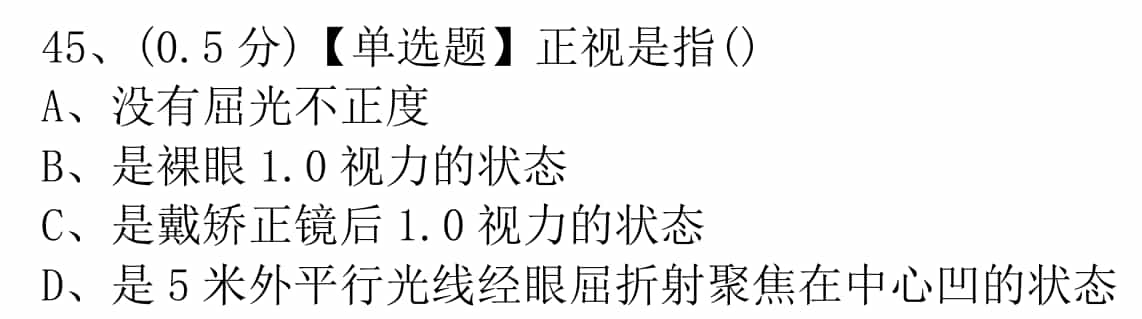 45、(0.5 分)【单选题】正视是指()
A、没有屈光不正度
B、是裸眼 1.0 视力的状态
C、是戴矫正镜后 1.0 视力的状态
D、是 5 米外平行光线经眼屈折射聚焦在中心凹的状态